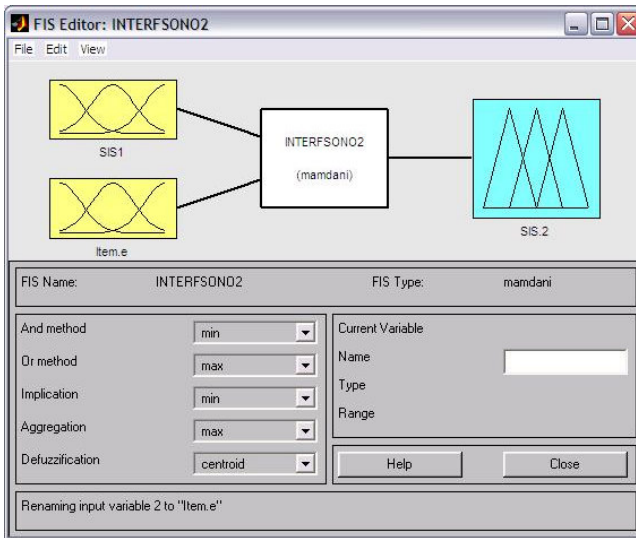 FIS Editor: INTERFSONO2
File Edit View
SIS1
Item.e
INTERFSONO2
(mamdani)
SIS.2
FIS Name: INTERFSONO2 FIS Type: mamdani
And method min
Or method max
Implication min
Aggregation max
Defuzzification centroid
Current Variable
Name
Type
Range
Help Close
Renaming input variable 2 to "Item.e"